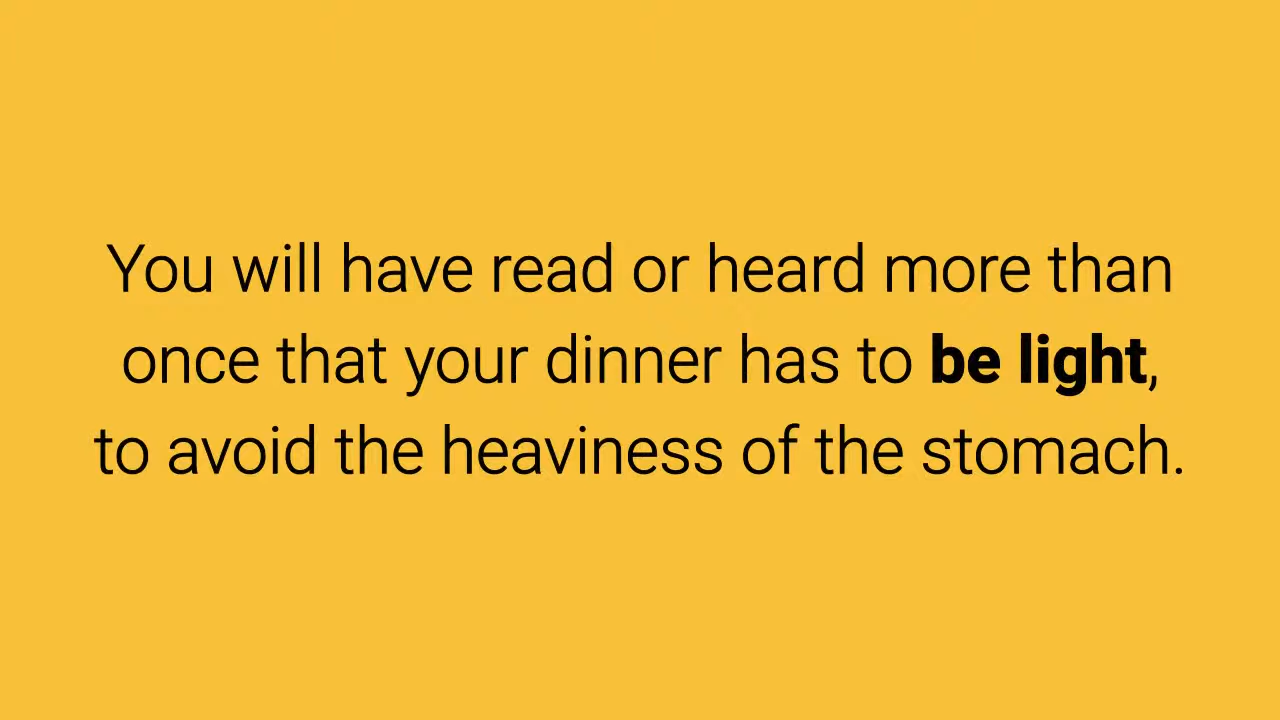 You will have read or heard more than
once that your dinner has to be light,
to avoid the heaviness of the stomach.